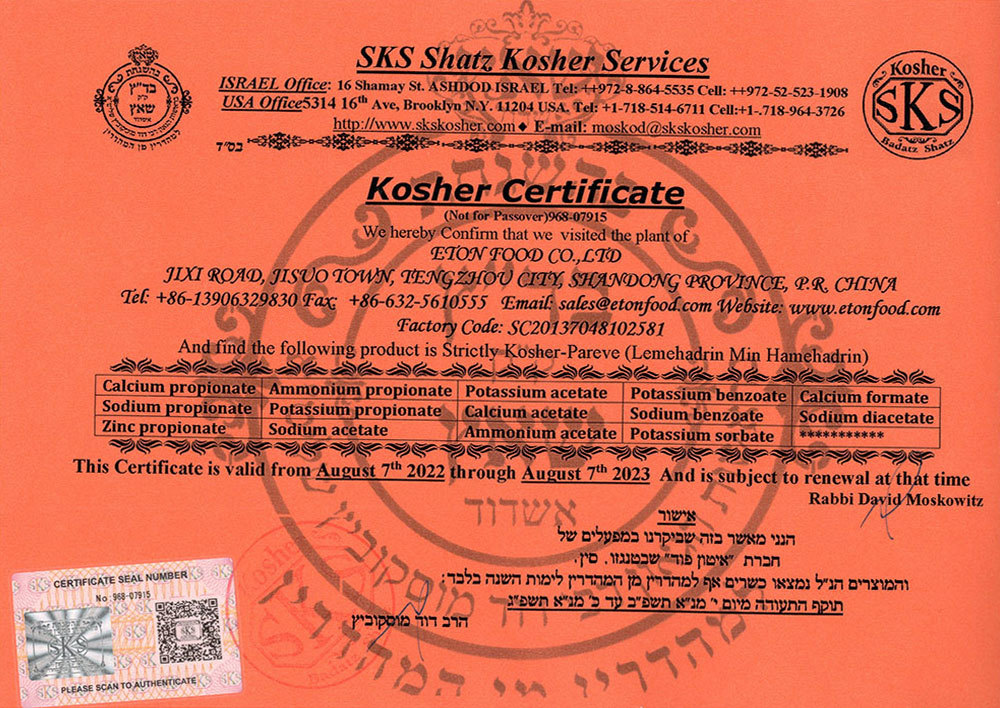 SKS Shatz Kosher Services
ISRAEL Office: 16 Shamay St. ASHDOD ISRAEL Tel: ++972-8-864-5535 Cell: ++972-52-523-1908
USA Office5314 16th Ave, Brooklyn N.Y. 11204 USA. Tel: +1-718-514-6711 Cell:+1-.718-964-3726
http://www.skskosher.com♦ E-mail: moskod@skskosher.com
בס"ד
בהשגחת
בד"ץ
ק"ק
שאץ
אשדוד
למהדרין מן המהדרין
Kosher
SKS
Badatz Shatz
Kosher Certificate
(Not for Passover)968-07915
We hereby Confirm that we visited the plant of
ETON FOOD CO.,LTD
JIXI ROAD, JISUO TOWN, TENGZHOU CITY, SHANDONG PROVINCE, P.R. CHINA
Tel: +86-13906329830 Fax: +86-632-5610555 Email: sales@etonfood.com Website: www.etonfood.com
Factory Code: SC20137048102581
And find the following product is Strictly Kosher-Pareve (Lemehadrin Min Hamehadrin)
Calcium propionate Ammonium propionate Potassium acetate Potassium benzoate Calcium formate
Sodium propionate Potassium propionate Calcium acetate Sodium benzoate Sodium diacetate
Zinc propionate Sodium acetate Ammonium acetate Potassium sorbate ***********
This Certificate is valid from August 7th 2022 through August 7th 2023 And is subject to renewal at that time
Rabbi David Moskowitz
אישור
הנני מאשר בזה שביקרנו במפעלים של
חברת "איטון פוד" שבטנגזו. סין.
והמוצרים הנ"ל נמצאו כשרים אף למהדרין מן המהדרין לימות השנה בלבד:
תוקף התעודה מיום י' מנ"א תשפ"ב עד כ' מנ"א תשפ"ג
הרב דוד מוסקוביץ
CERTIFICATE SEAL NUMBER
No:968-07915
SKS
PLEASE SCAN TO AUTHENTICATE